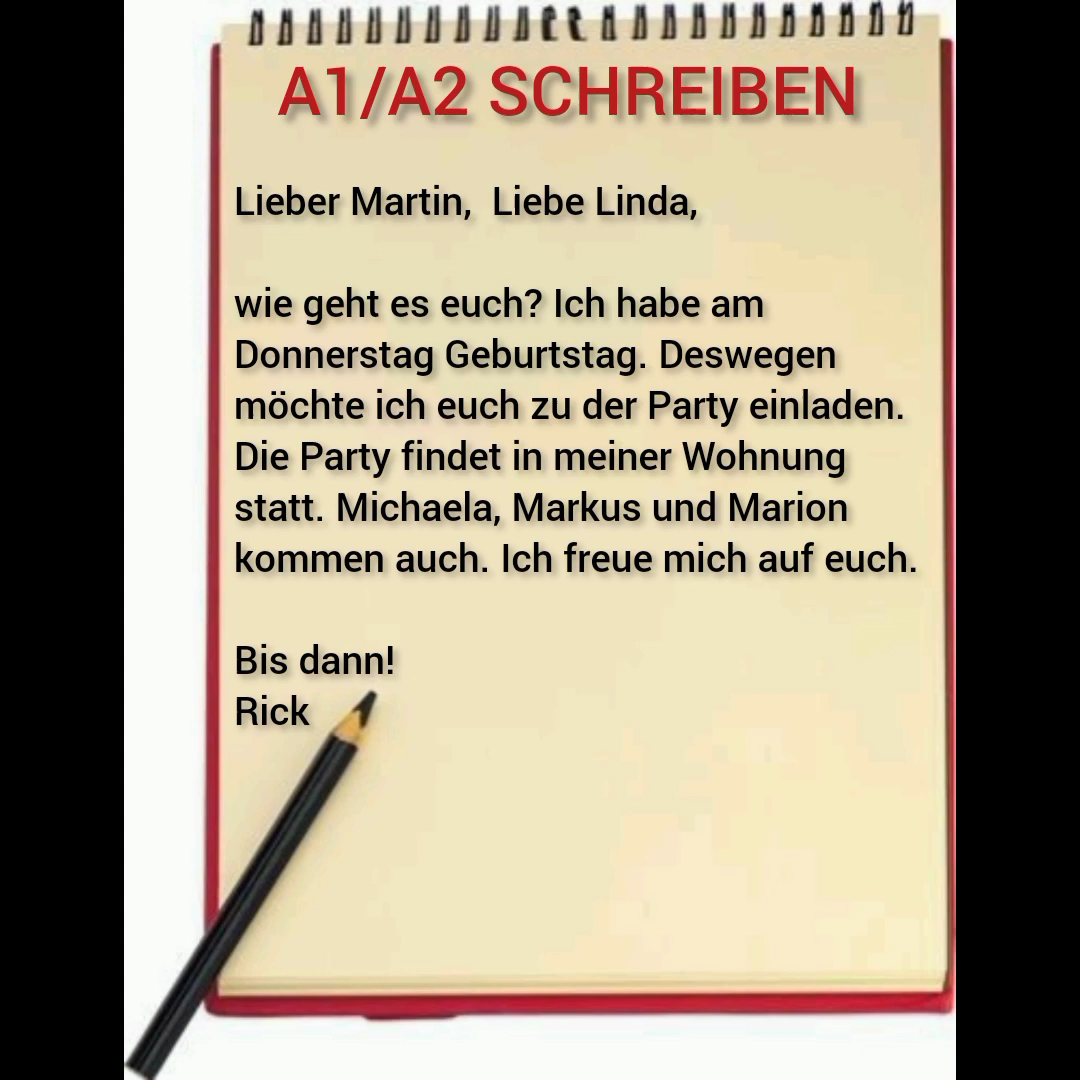 A1/A2 SCHREIBEN
Lieber Martin, Liebe Linda,
wie geht es euch? Ich habe am
Donnerstag Geburtstag. Deswegen
möchte ich euch zu der Party einladen.
Die Party findet in meiner Wohnung
statt. Michaela, Markus und Marion
kommen auch. Ich freue mich auf euch.
Bis dann!
Rick